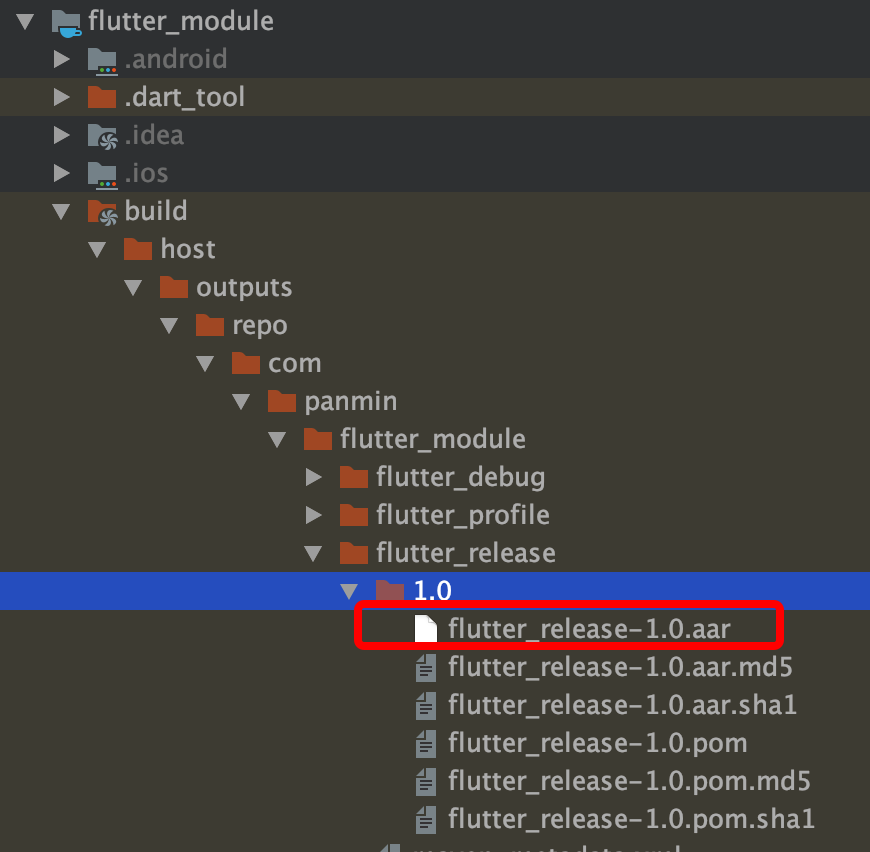 flutter_module
.android
.dart_tool
.idea
.ios
build
host
outputs
repo
com
panmin
flutter_module
flutter_debug
flutter_profile
flutter_release
1.0
flutter_release-1.0.aar
flutter_release-1.0.aar.md5
flutter_release-1.0.aar.sha1
flutter_release-1.0.pom
flutter_release-1.0.pom.md5
flutter_release-1.0.pom.sha1